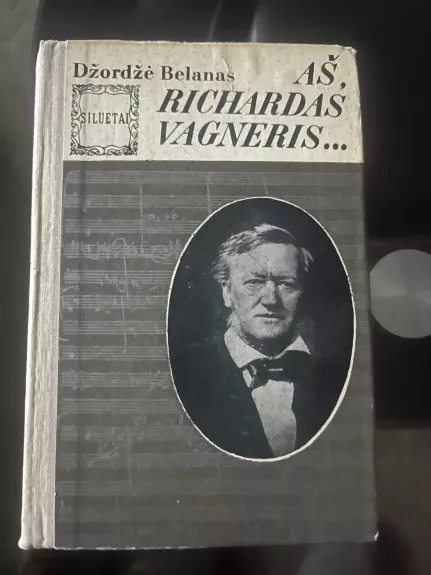 Džordžė Belanas
AŠ,
RICHARDAS
VAGNERIS...
SILUETAI